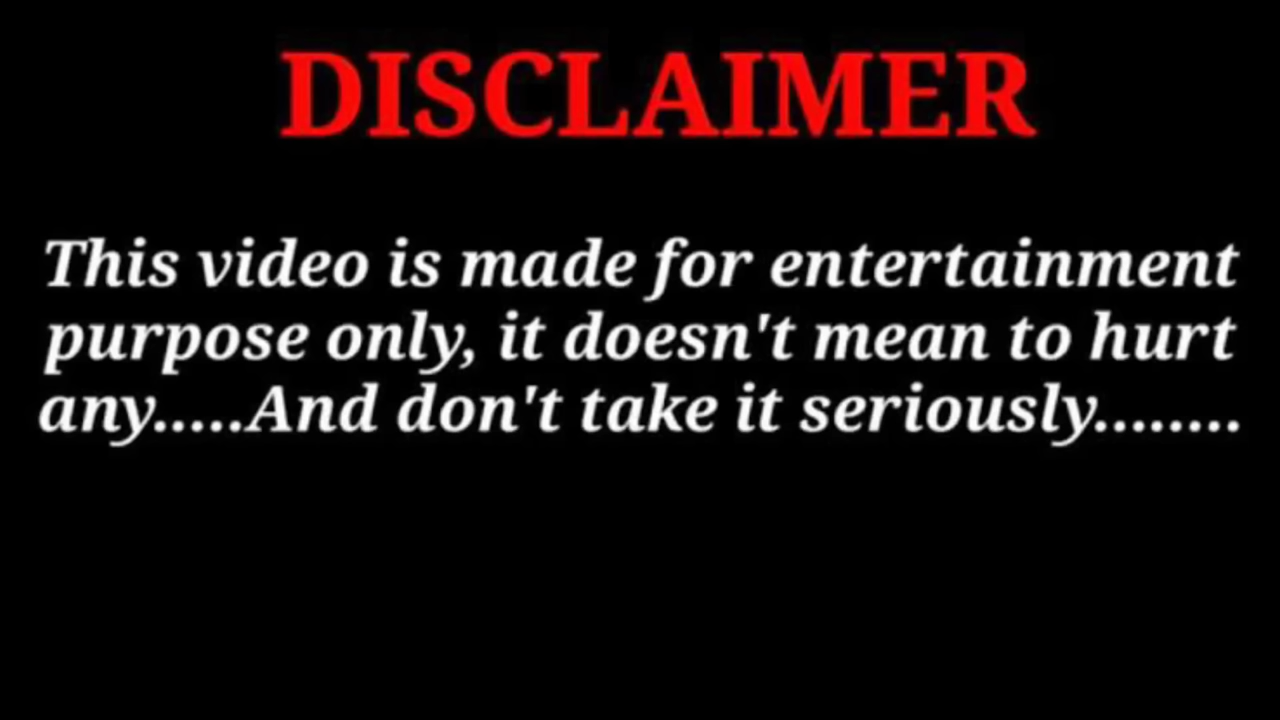 DISCLAIMER
This video is made for entertainment
purpose only, it doesn't mean to hurt
any.....And don't take it seriously........